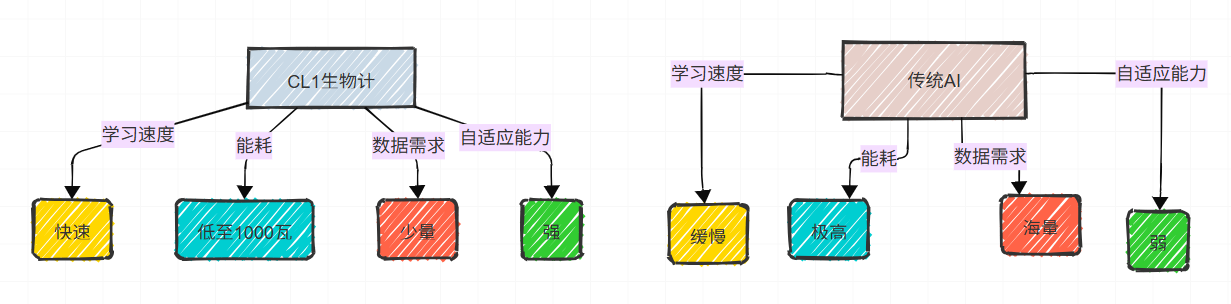 CL1生物计
传统AI
学习速度
能耗
数据需求
自适应能力
学习速度
能耗
数据需求
自适应能力
快速
低至1000瓦
少量
强
缓慢
极高
海量
弱